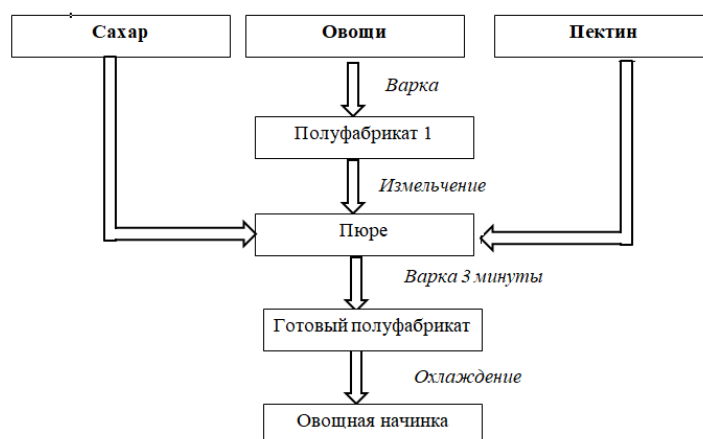 Сахар
Овощи
Пектин
Варка
Полуфабрикат 1
Измельчение
Пюре
Варка 3 минуты
Готовый полуфабрикат
Охлаждение
Овощная начинка